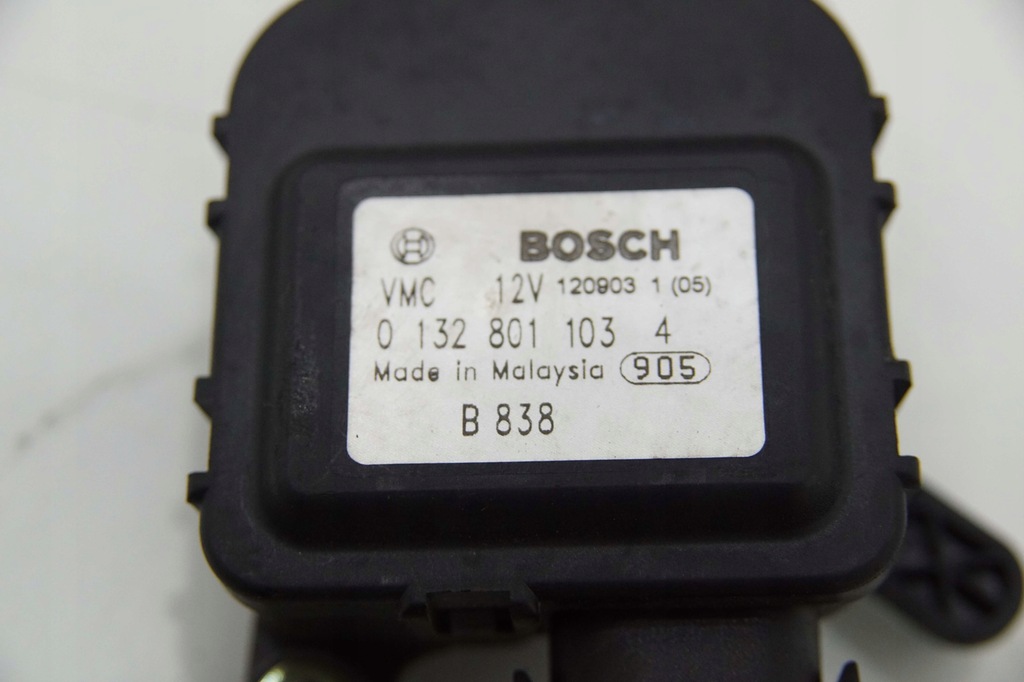 BOSCH
VMC 12V 120903 1 (05)
0 132 801 103 4
Made in Malaysia 905
B 838